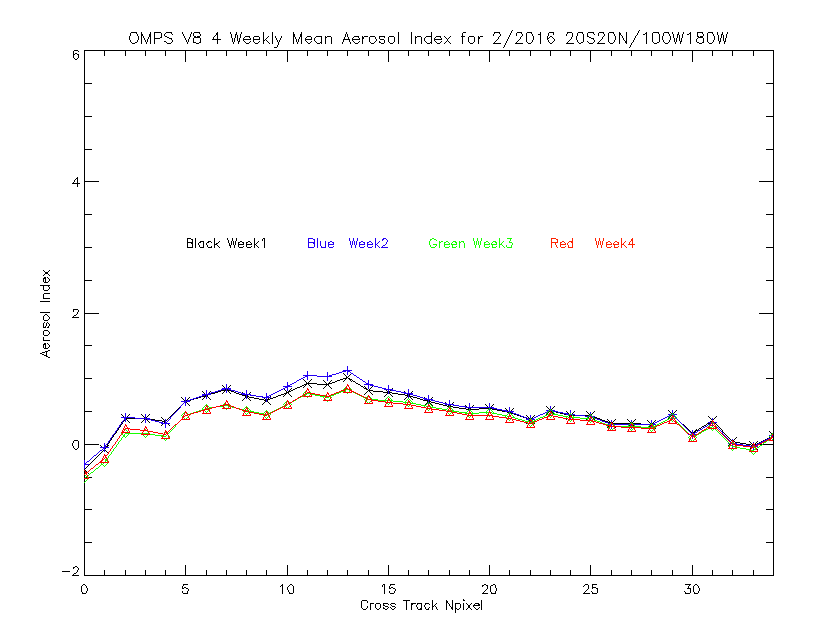 OMPS V8 4 Weekly Mean Aerosol Index for 2/2016 20S20N/100W180W
6
4
Black Week1 Blue Week2 Green Week3 Red Week4
Aerosol Index
2
0
-2
0 5 10 15 20 25 30
Cross Track Npixel